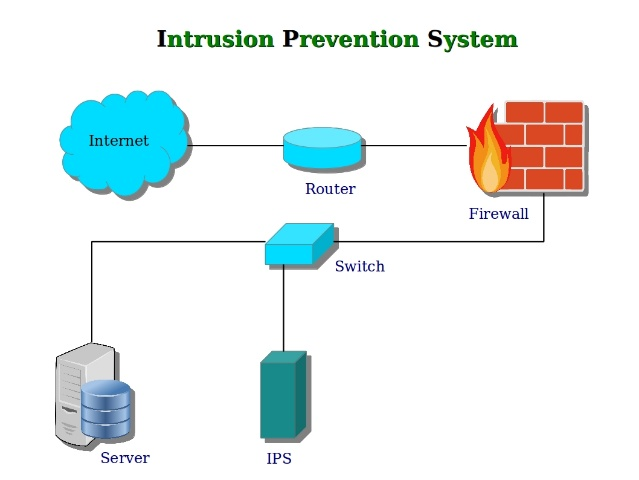 Intrusion Prevention System
Internet
Router
Firewall
Switch
Server
IPS